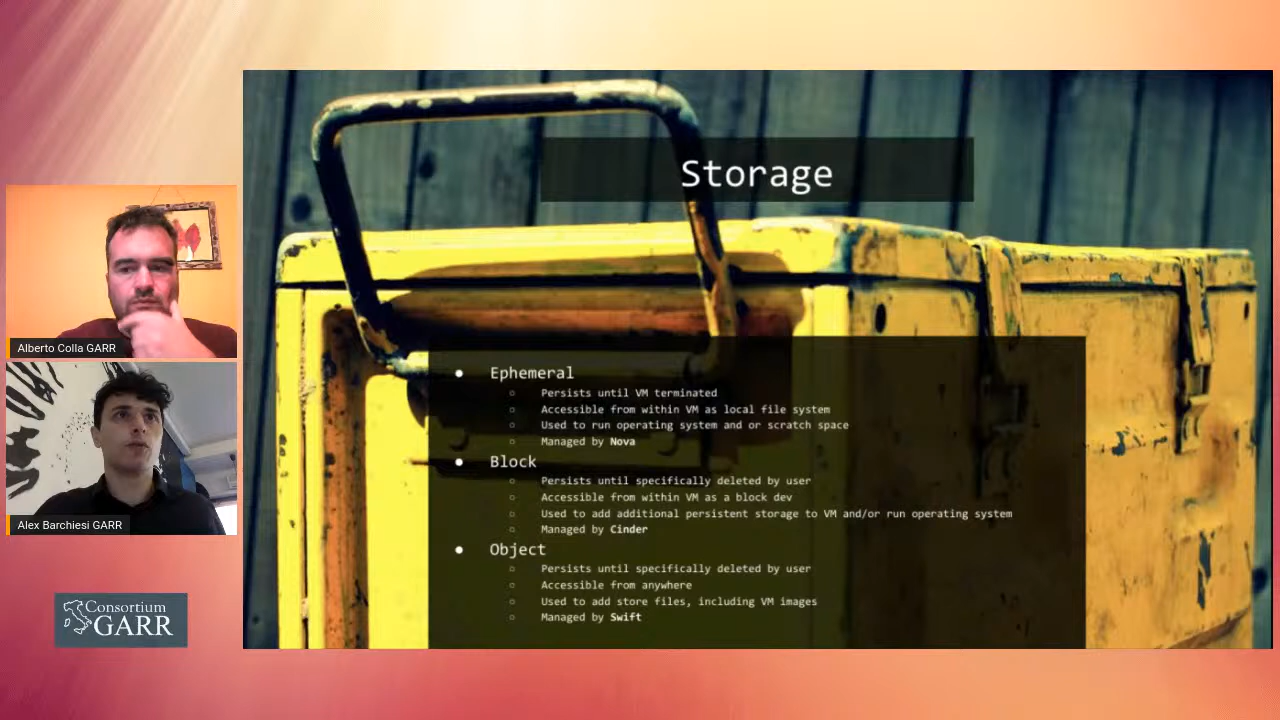 Storage
● Ephemeral
○ Persists until VM terminated
○ Accessible from within VM as local file system
○ Used to run operating system and or scratch space
○ Managed by Nova
● Block
○ Persists until specifically deleted by user
○ Accessible from within VM as a block dev
○ Used to add additional persistent storage to VM and/or run operating system
○ Managed by Cinder
● Object
○ Persists until specifically deleted by user
○ Accessible from anywhere
○ Used to add store files, including VM images
○ Managed by Swift
Alberto Colla GARR
Alex Barchiesi GARR
Consortium
GARR